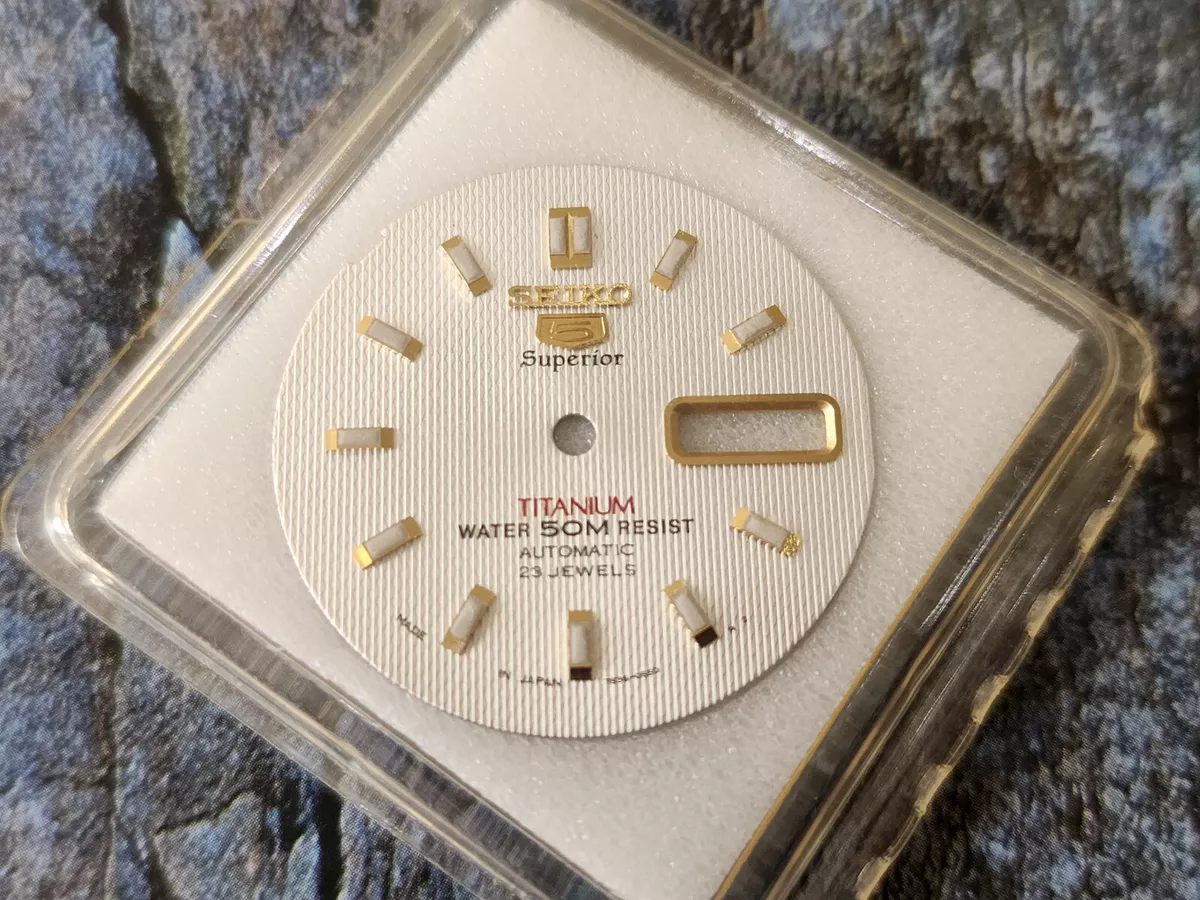 SEIKO
5
Superior
TITANIUM
WATER 50M RESIST
AUTOMATIC
23 JEWELS
MADE IN JAPAN